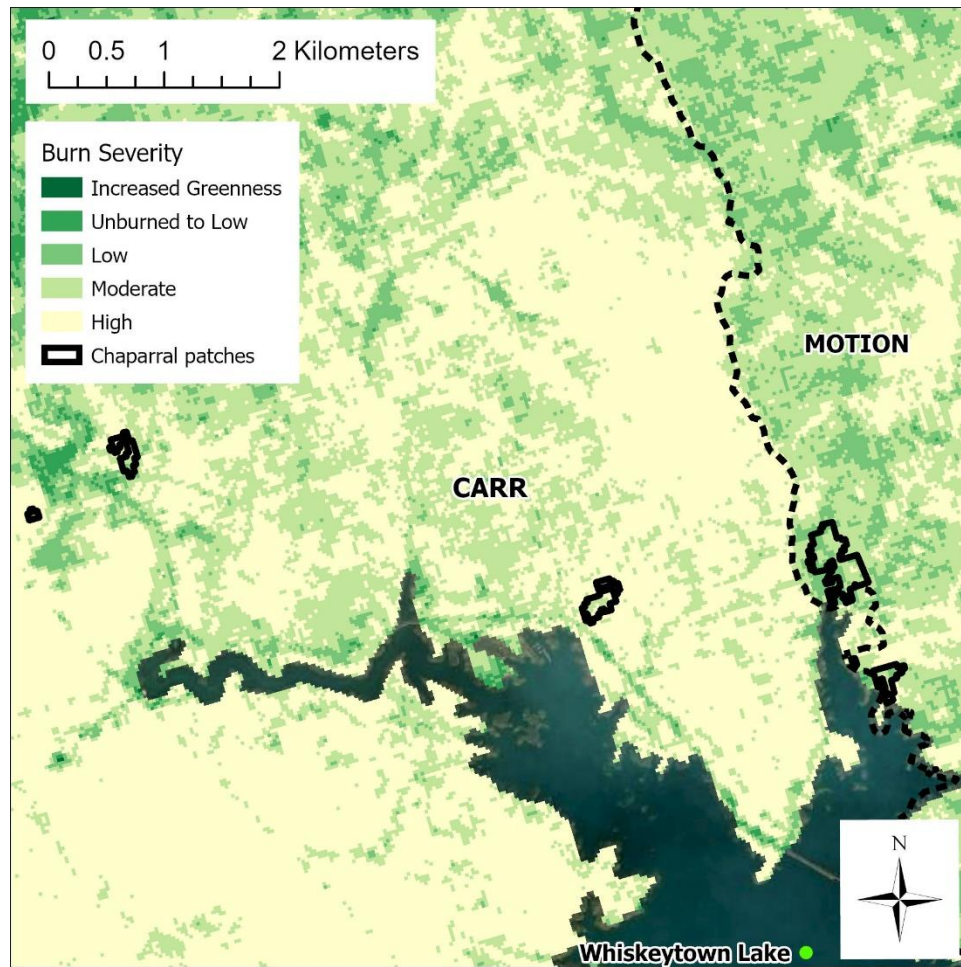 0 0.5 1 2 Kilometers
Burn Severity
Increased Greenness
Unburned to Low
Low
Moderate
High
Chaparral patches
MOTION
CARR
N
Whiskeytown Lake